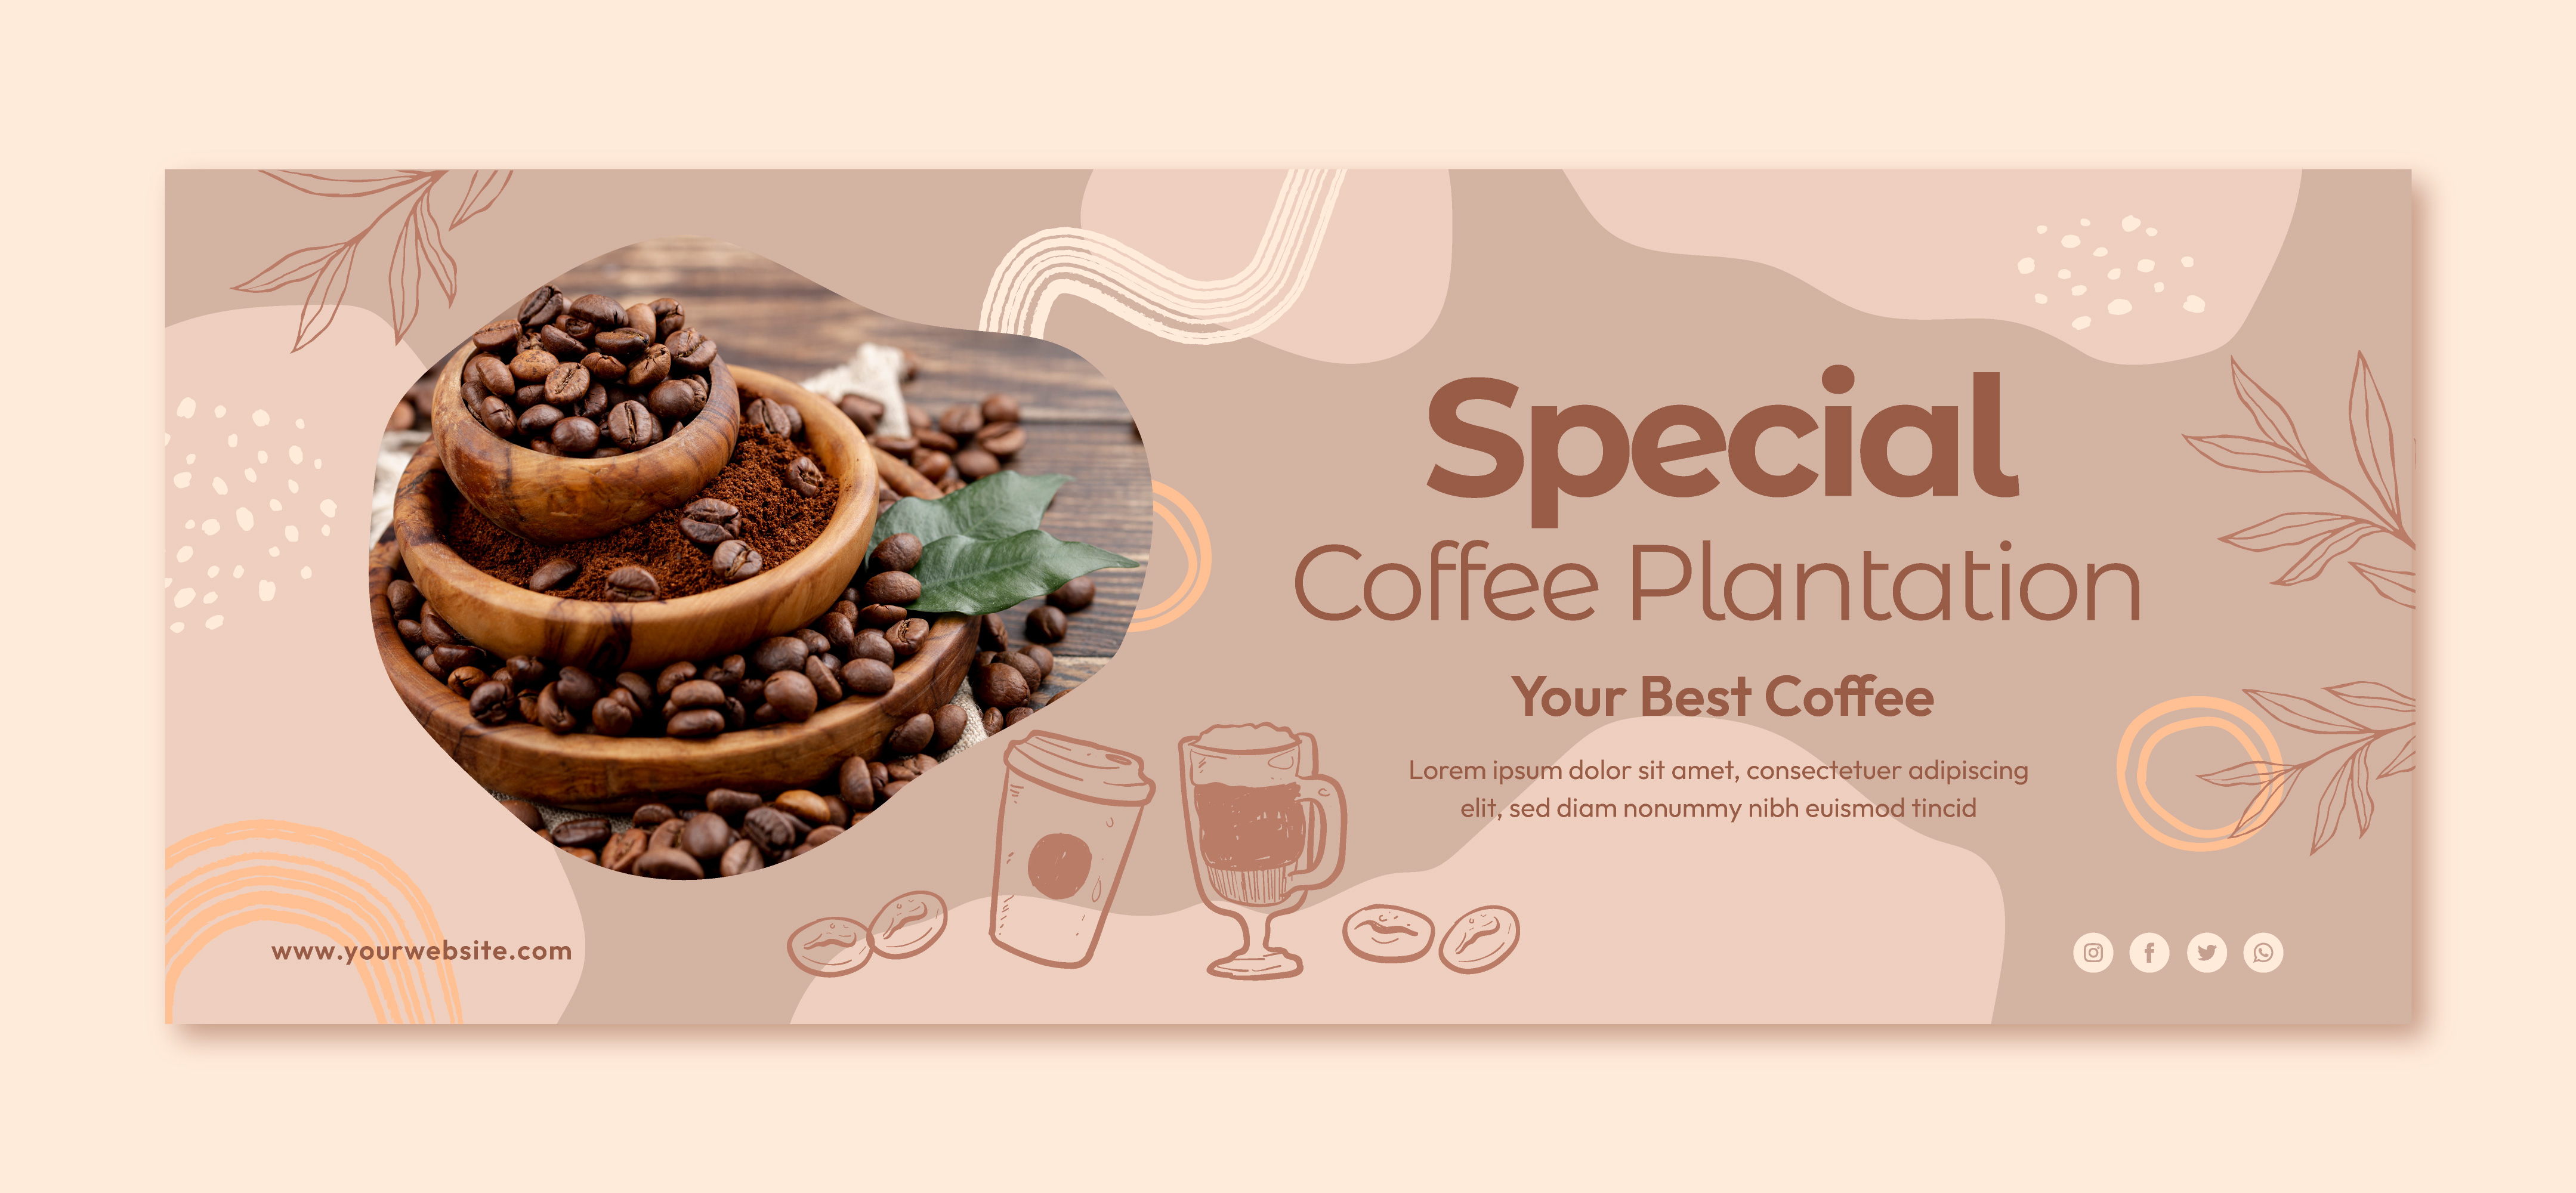 Special
Coffee Plantation
Your Best Coffee
Lorem ipsum dolor sit amet, consectetuer adipiscing
elit, sed diam nonummy nibh euismod tincid
www.yourwebsite.com